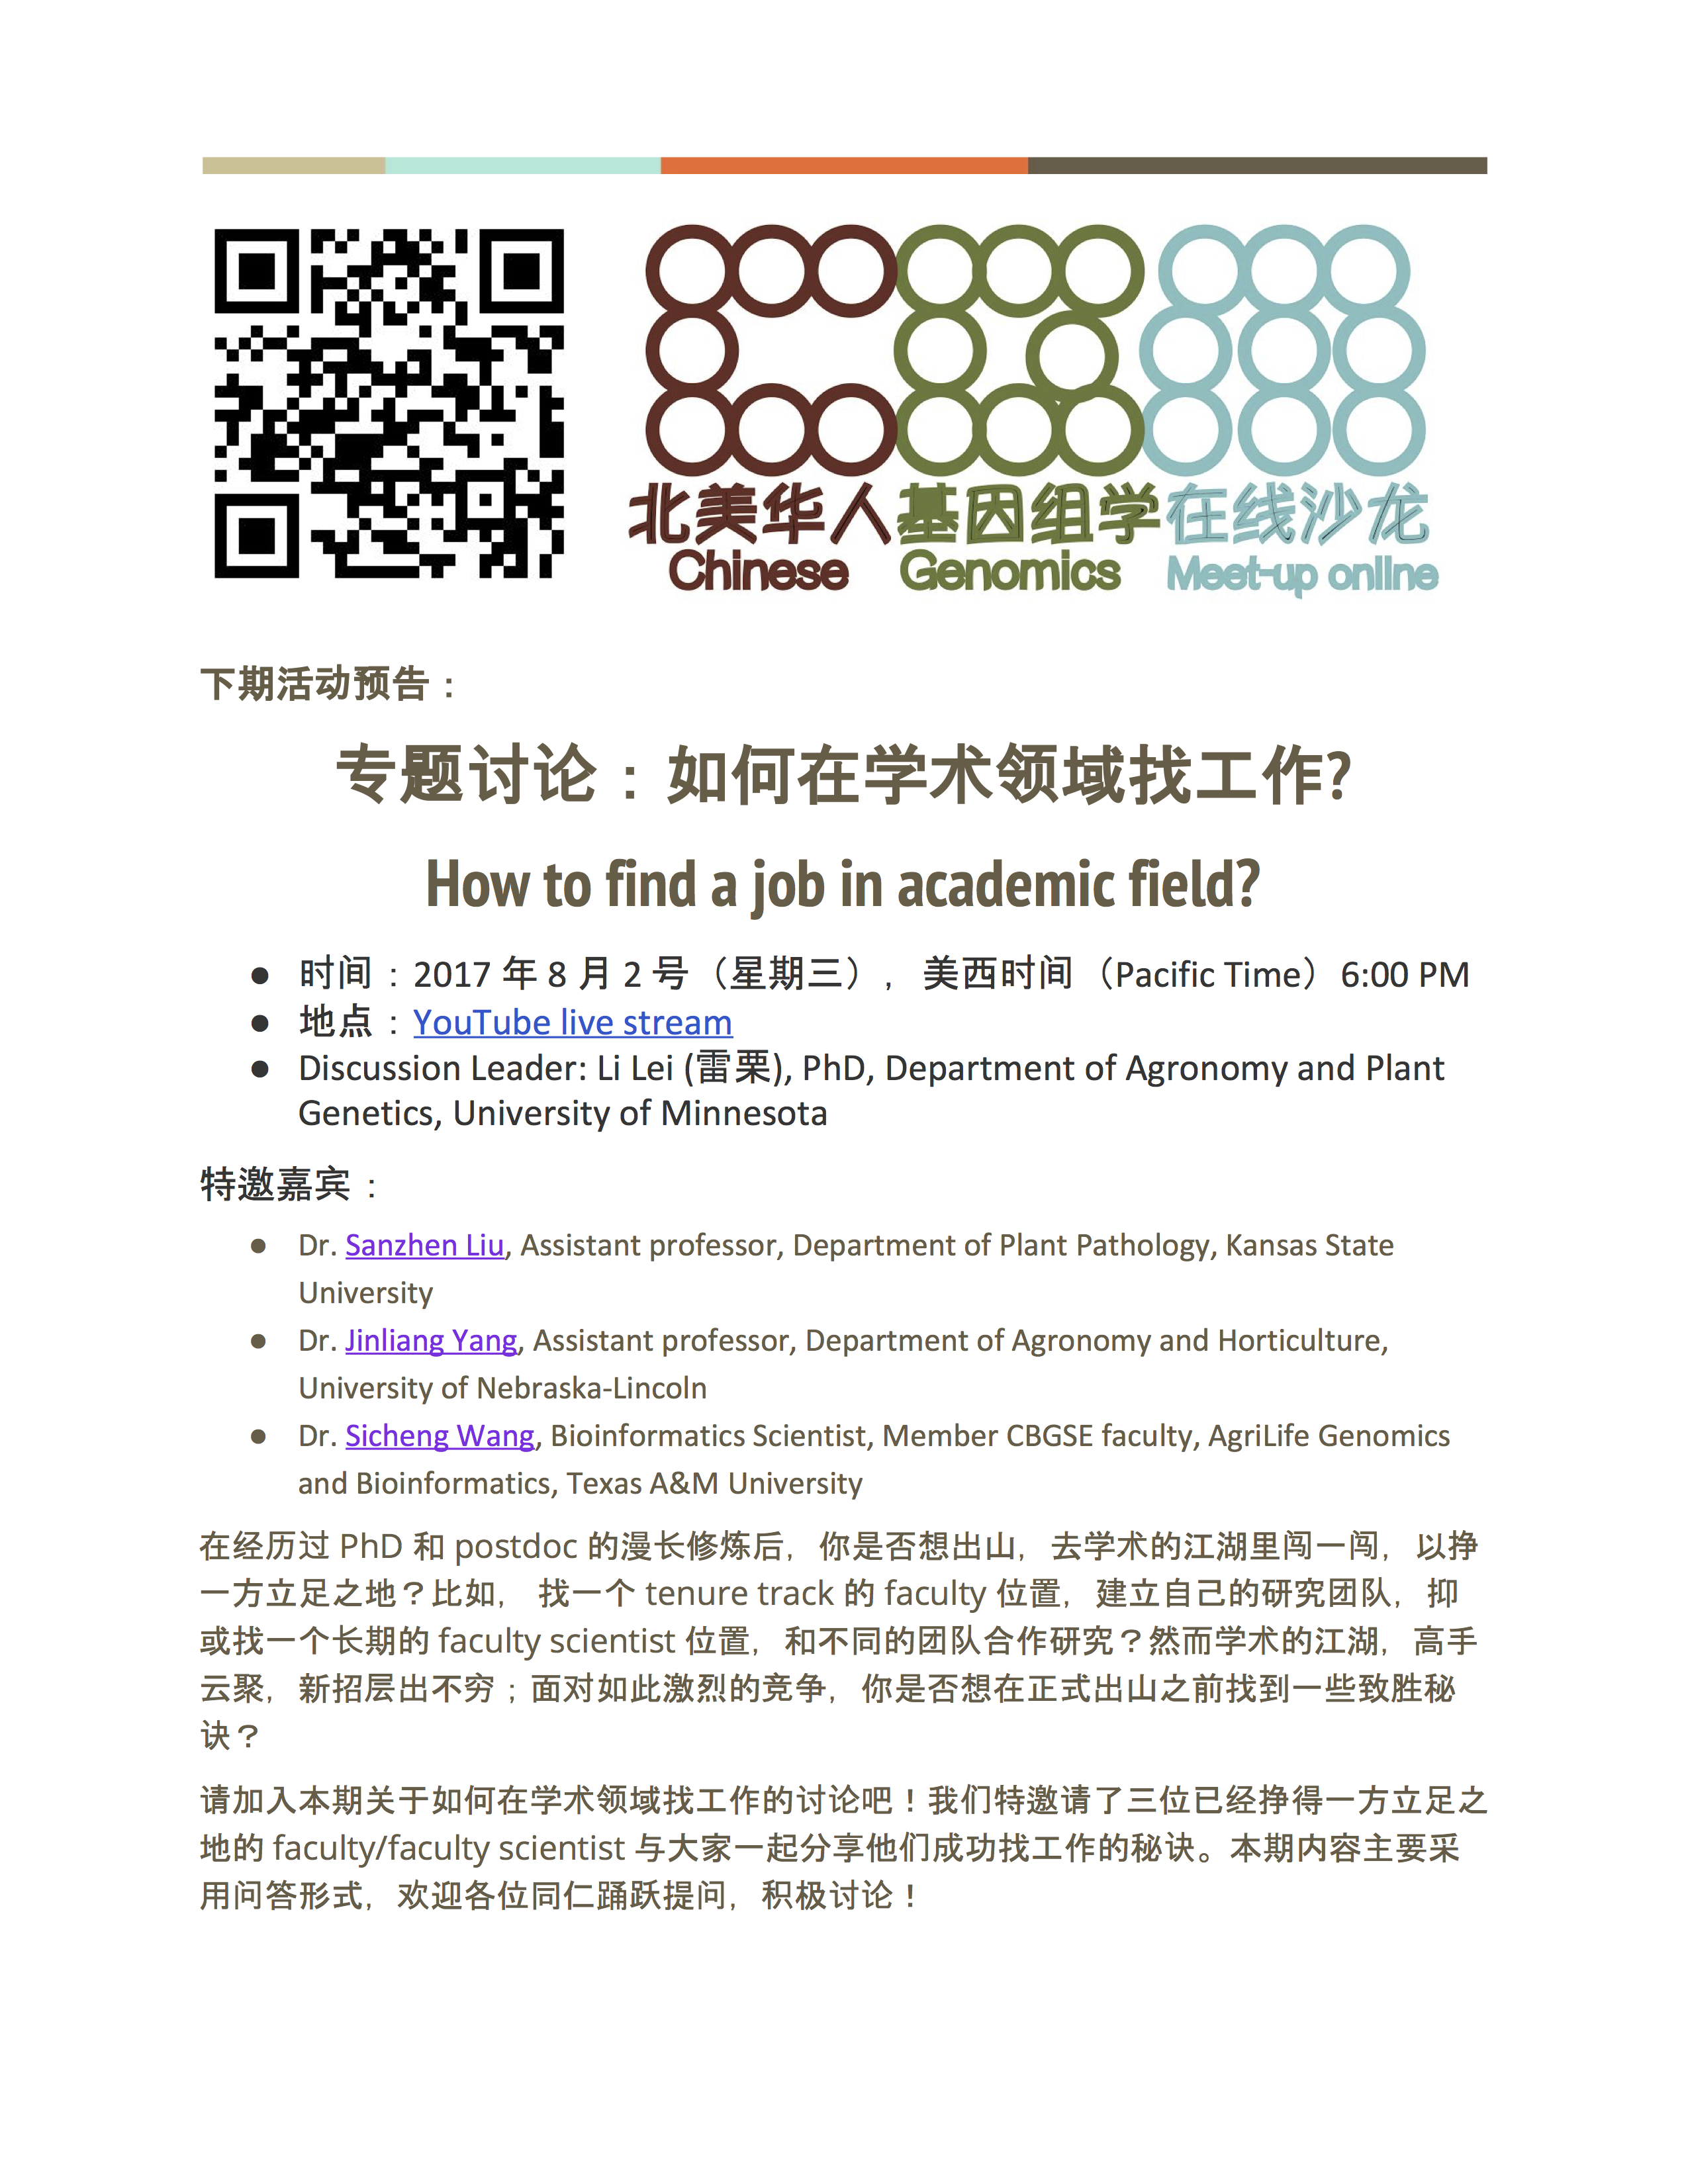 北美华人基因组学在线沙龙
Chinese Genomics Meet-up online
下期活动预告：
专题讨论：如何在学术领域找工作?
How to find a job in academic field?
● 时间：2017 年 8 月 2 号（星期三），美西时间（Pacific Time）6:00 PM
● 地点：YouTube live stream
● Discussion Leader: Li Lei (雷栗), PhD, Department of Agronomy and Plant
Genetics, University of Minnesota
特邀嘉宾：
● Dr. Sanzhen Liu, Assistant professor, Department of Plant Pathology, Kansas State
University
● Dr. Jinliang Yang, Assistant professor, Department of Agronomy and Horticulture,
University of Nebraska-Lincoln
● Dr. Sicheng Wang, Bioinformatics Scientist, Member CBGSE faculty, AgriLife Genomics
and Bioinformatics, Texas A&M University
在经历过 PhD 和 postdoc 的漫长修炼后，你是否想出山，去学术的江湖里闯一闯，以挣
一方立足之地？比如，找一个 tenure track 的 faculty 位置，建立自己的研究团队，抑
或找一个长期的 faculty scientist 位置，和不同的团队合作研究？然而学术的江湖，高手
云聚，新招层出不穷；面对如此激烈的竞争，你是否想在正式出山之前找到一些致胜秘
诀？
请加入本期关于如何在学术领域找工作的讨论吧！我们特邀请了三位已经挣得一方立足之
地的 faculty/faculty scientist 与大家一起分享他们成功找工作的秘诀。本期内容主要采
用问答形式，欢迎各位同仁踊跃提问，积极讨论！